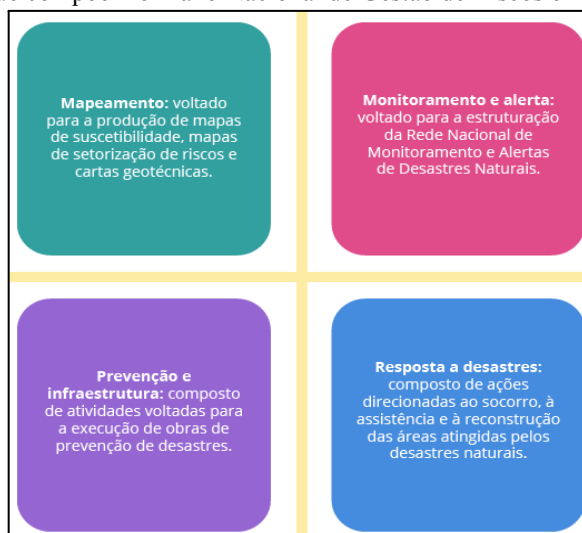 Mapeamento: voltado
para a produção de mapas
de suscetibilidade, mapas
de setorização de riscos e
cartas geotécnicas.
Monitoramento e alerta:
voltado para a estruturação
da Rede Nacional de
Monitoramento e Alertas
de Desastres Naturais.
Prevenção e
infraestrutura: composto
de atividades voltadas para
a execução de obras de
prevenção de desastres.
Resposta a desastres:
composto de ações
direcionadas ao socorro, à
assistência e à reconstrução
das áreas atingidas pelos
desastres naturais.